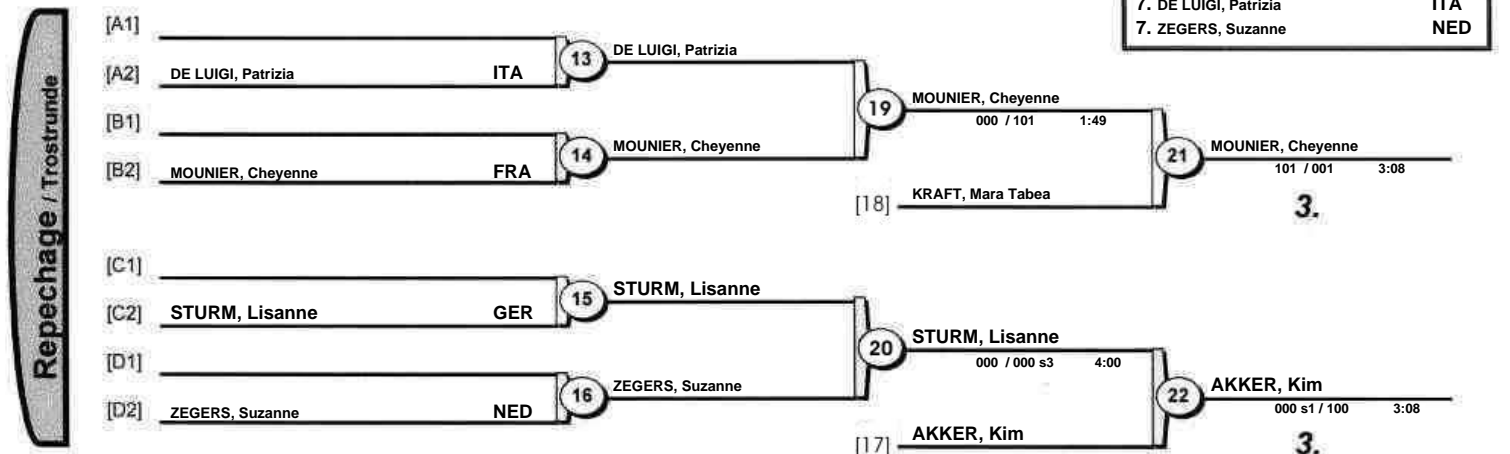 7. DE LUIGI, Patrizia ITA
7. ZEGERS, Suzanne NED
Repechage / Trostrunde
[A1]
[A2] DE LUIGI, Patrizia ITA
13 DE LUIGI, Patrizia
[B1]
[B2] MOUNIER, Cheyenne FRA
14 MOUNIER, Cheyenne
19 MOUNIER, Cheyenne
000 / 101 1:49
[18] KRAFT, Mara Tabea
21 MOUNIER, Cheyenne
101 / 001 3:08
3.
[C1]
[C2] STURM, Lisanne GER
15 STURM, Lisanne
[D1]
[D2] ZEGERS, Suzanne NED
16 ZEGERS, Suzanne
20 STURM, Lisanne
000 / 000 s3 4:00
[17] AKKER, Kim
22 AKKER, Kim
000 s1 / 100 3:08
3.